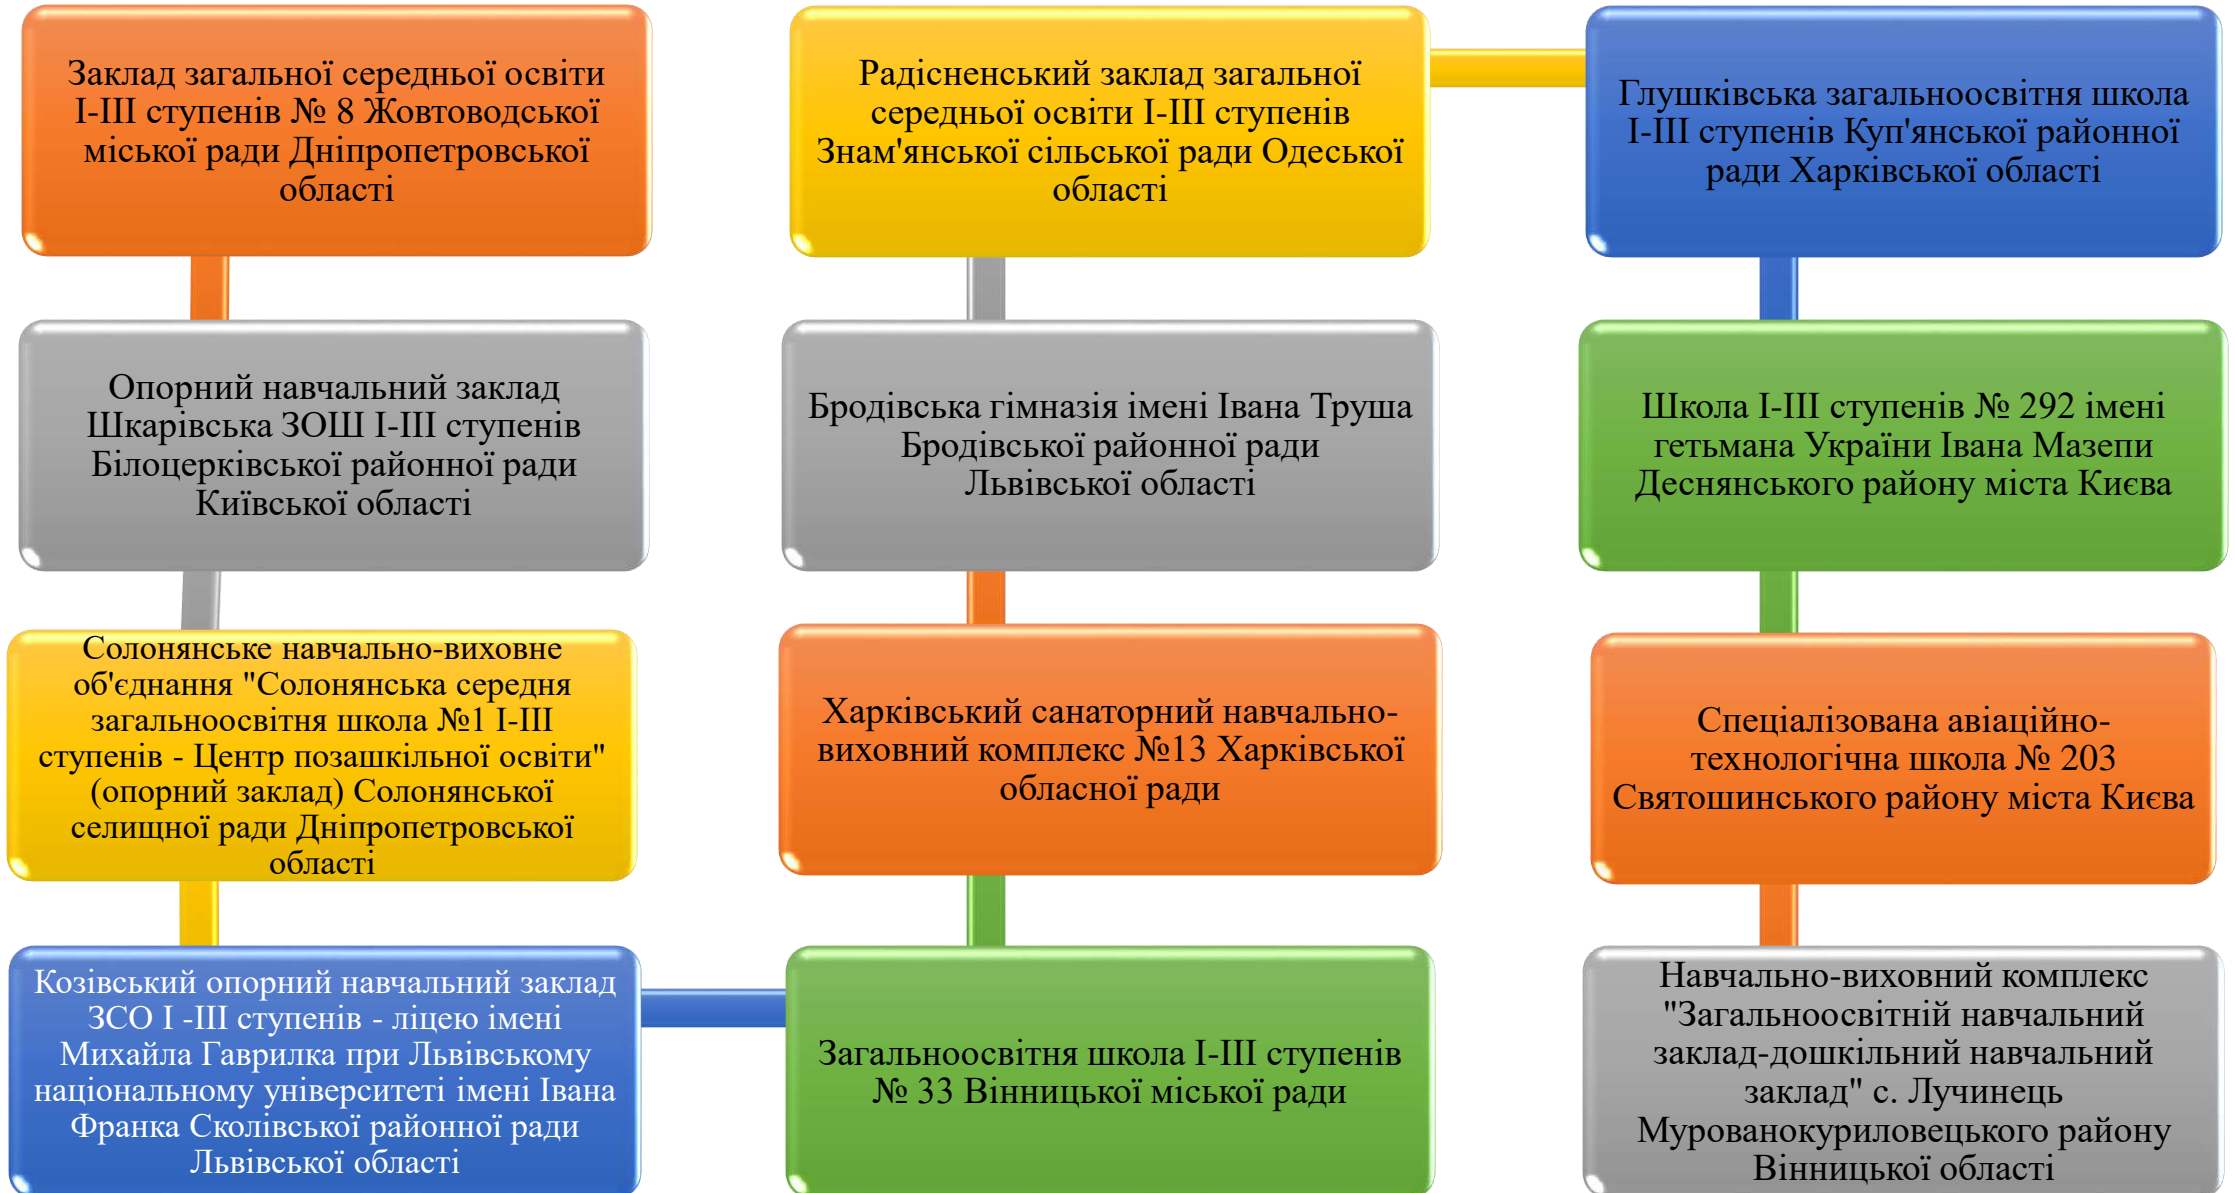 Заклад загальної середньої освіти
І-ІІІ ступенів № 8 Жовтоводської
міської ради Дніпропетровської
області
Опорний навчальний заклад
Шкарівська ЗОШ І-ІІІ ступенів
Білоцерківської районної ради
Київської області
Солонянське навчально-виховне
об'єднання "Солонянська середня
загальноосвітня школа №1 І-ІІІ
ступенів - Центр позашкільної освіти"
(опорний заклад) Солонянської
селищної ради Дніпропетровської
області
Козівський опорний навчальний заклад
ЗСО І -ІІІ ступенів - ліцею імені
Михайла Гаврилка при Львівському
національному університеті імені Івана
Франка Сколівської районної ради
Львівської області
Загальноосвітня школа І-ІІІ ступенів
№ 33 Вінницької міської ради
Харківський санаторний навчально-
виховний комплекс №13 Харківської
обласної ради
Бродівська гімназія імені Івана Труша
Бродівської районної ради
Львівської області
Радісненський заклад загальної
середньої освіти І-ІІІ ступенів
Знам'янської сільської ради Одеської
області
Глушківська загальноосвітня школа
І-ІІІ ступенів Куп'янської районної
ради Харківської області
Школа І-ІІІ ступенів № 292 імені
гетьмана України Івана Мазепи
Деснянського району міста Києва
Спеціалізована авіаційно-
технологічна школа № 203
Святошинського району міста Києва
Навчально-виховний комплекс
"Загальноосвітній навчальний
заклад-дошкільний навчальний
заклад" с. Лучинець
Мурованокуриловецького району
Вінницької області